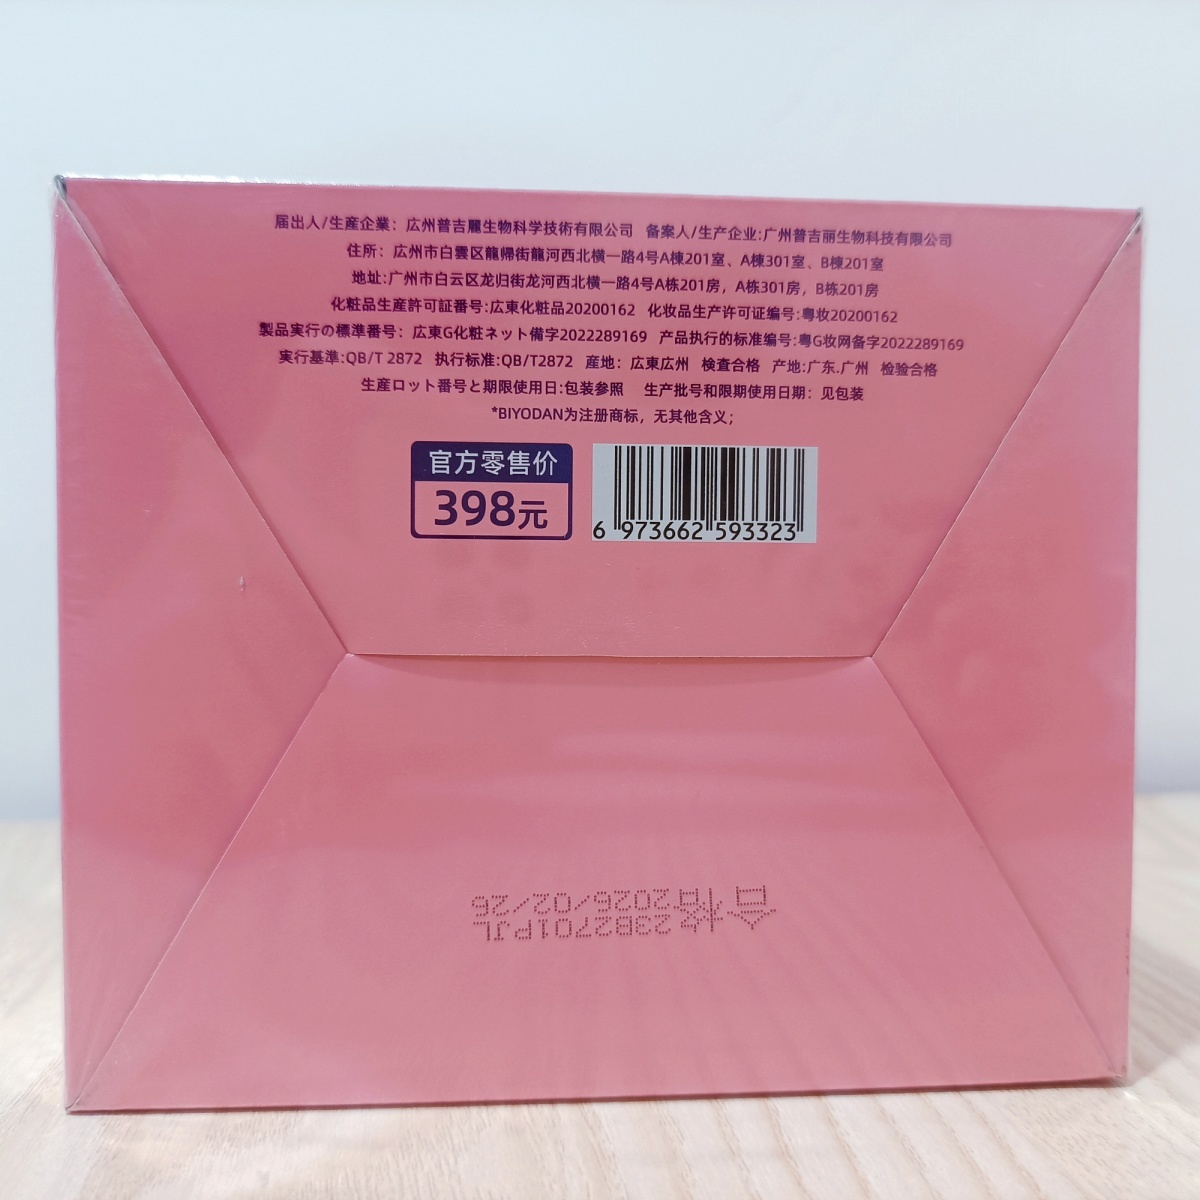 届出人/生産企業：広州普吉麗生物科学技術有限公司 备案人/生产企业:广州普吉丽生物科技有限公司
住所：広州市白雲区龍帰街龍河西北横一路4号A棟201室、A棟301室、B棟201室
地址:广州市白云区龙归街龙河西北横一路4号A栋201房，A栋301房，B栋201房
化粧品生産許可証番号:広東化粧品20200162 化妆品生产许可证编号:粤妆20200162
製品実行の標準番号：広東G化粧ネット備字2022289169 产品执行的标准编号:粤G妆网备字2022289169
実行基準:QB/T 2872 执行标准:QB/T2872 産地：広東広州 検査合格 产地:广东.广州 检验合格
生産ロット番号と期限使用日:包装参照 生产批号和限期使用日期：见包装
*BIYODAN为注册商标，无其他含义；
官方零售价
398元
6 973662 593323
合格 23B2701PJL
2026/02/26